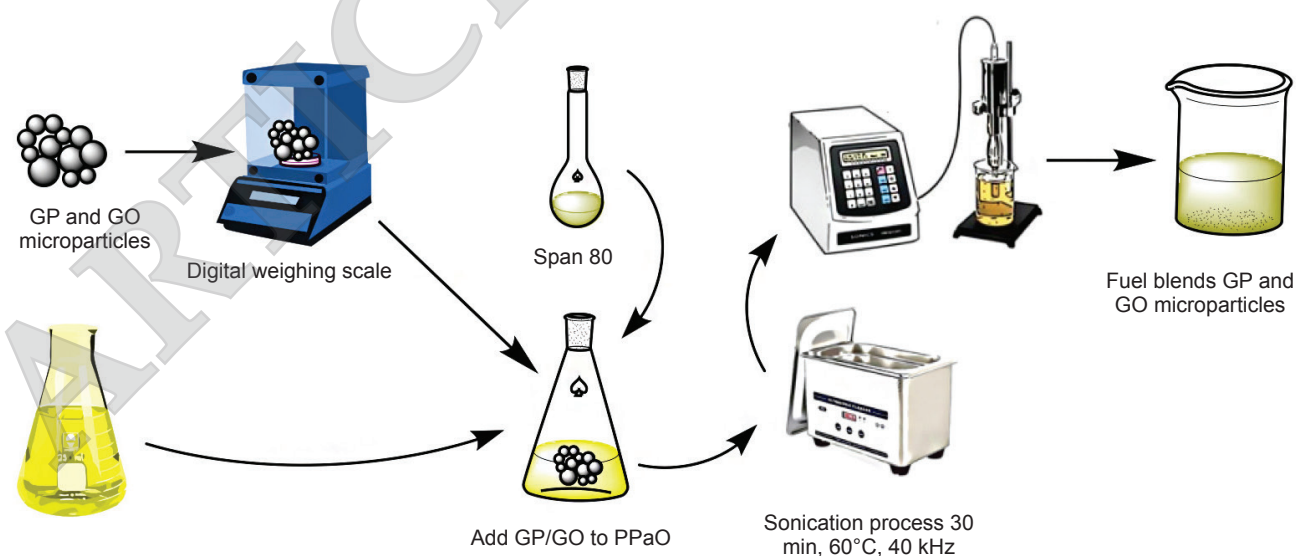 GP and GO
microparticles
Digital weighing scale
Span 80
Add GP/GO to PPaO
Sonication process 30
min, 60°C, 40 kHz
Fuel blends GP and
GO microparticles
ARTIC